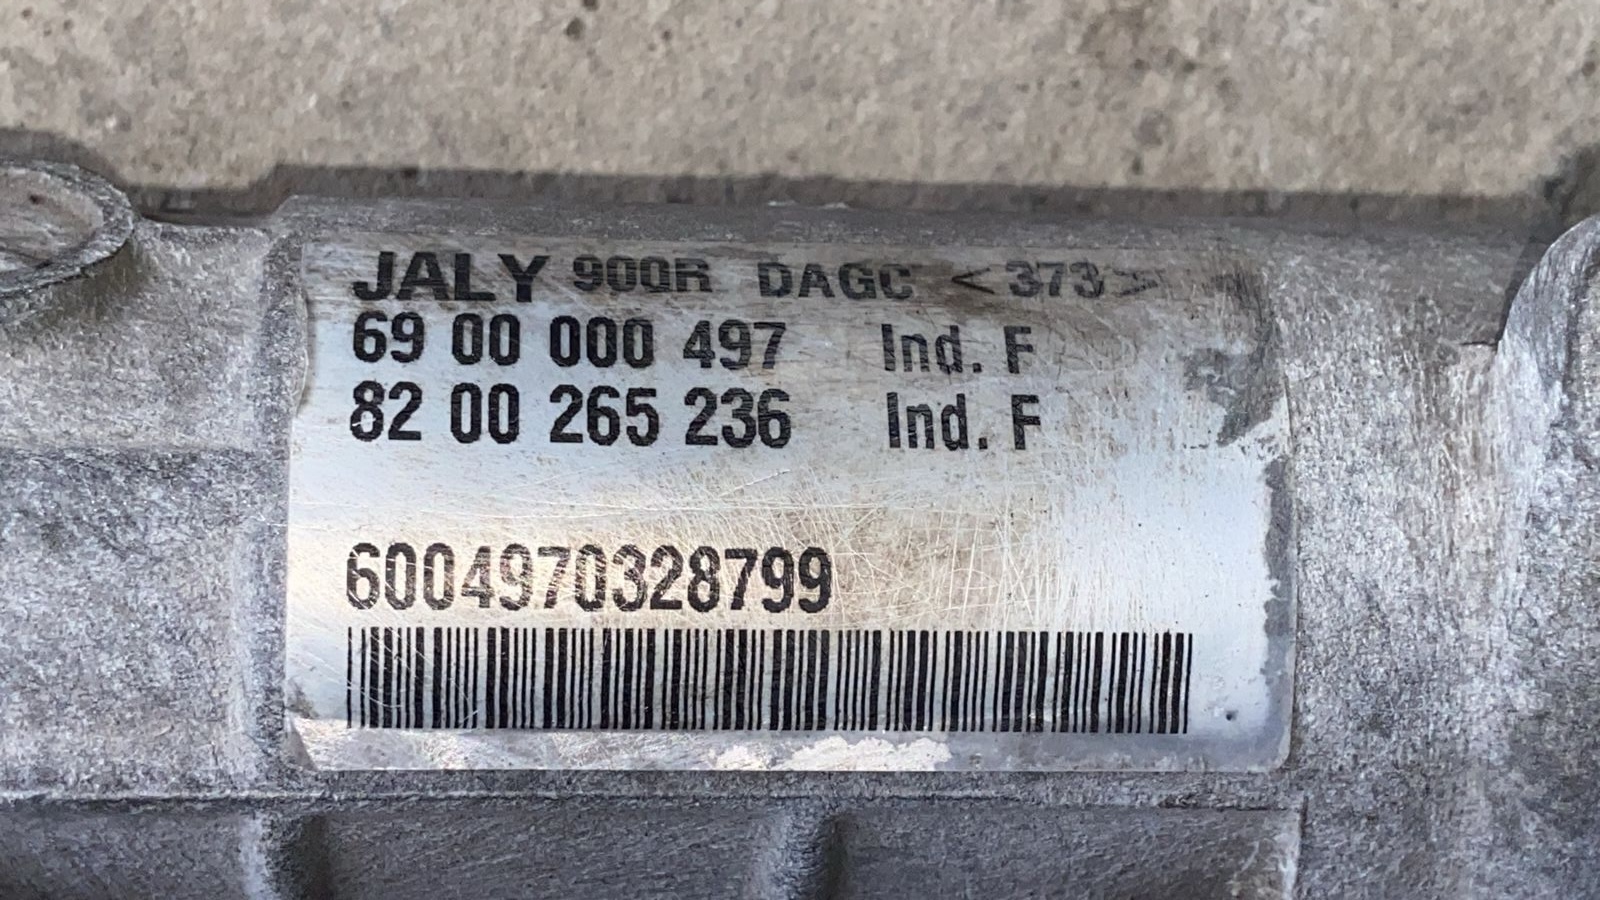 JALY 900R DAGC <373>
69 00 000 497 Ind. F
82 00 265 236 Ind. F
6004970328799